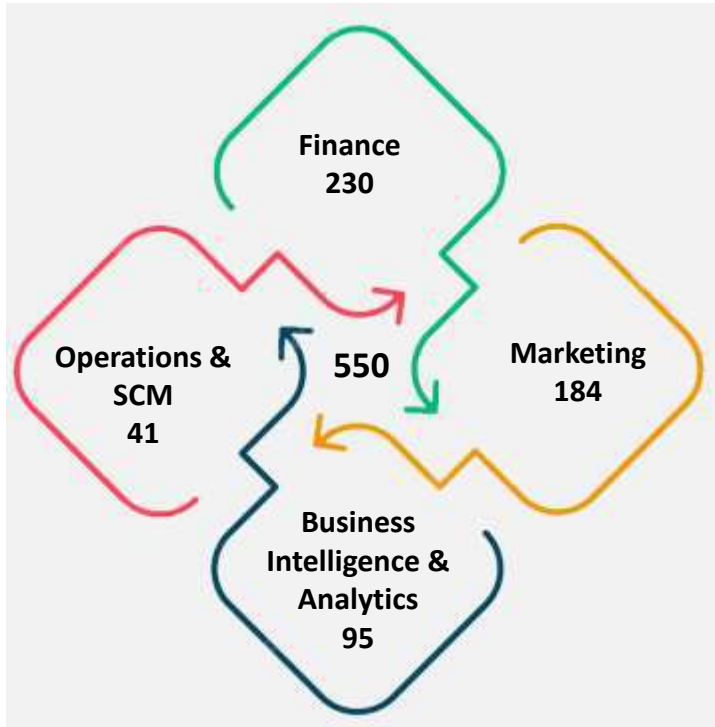 Finance
230
Operations &
SCM
41
550
Marketing
184
Business
Intelligence &
Analytics
95